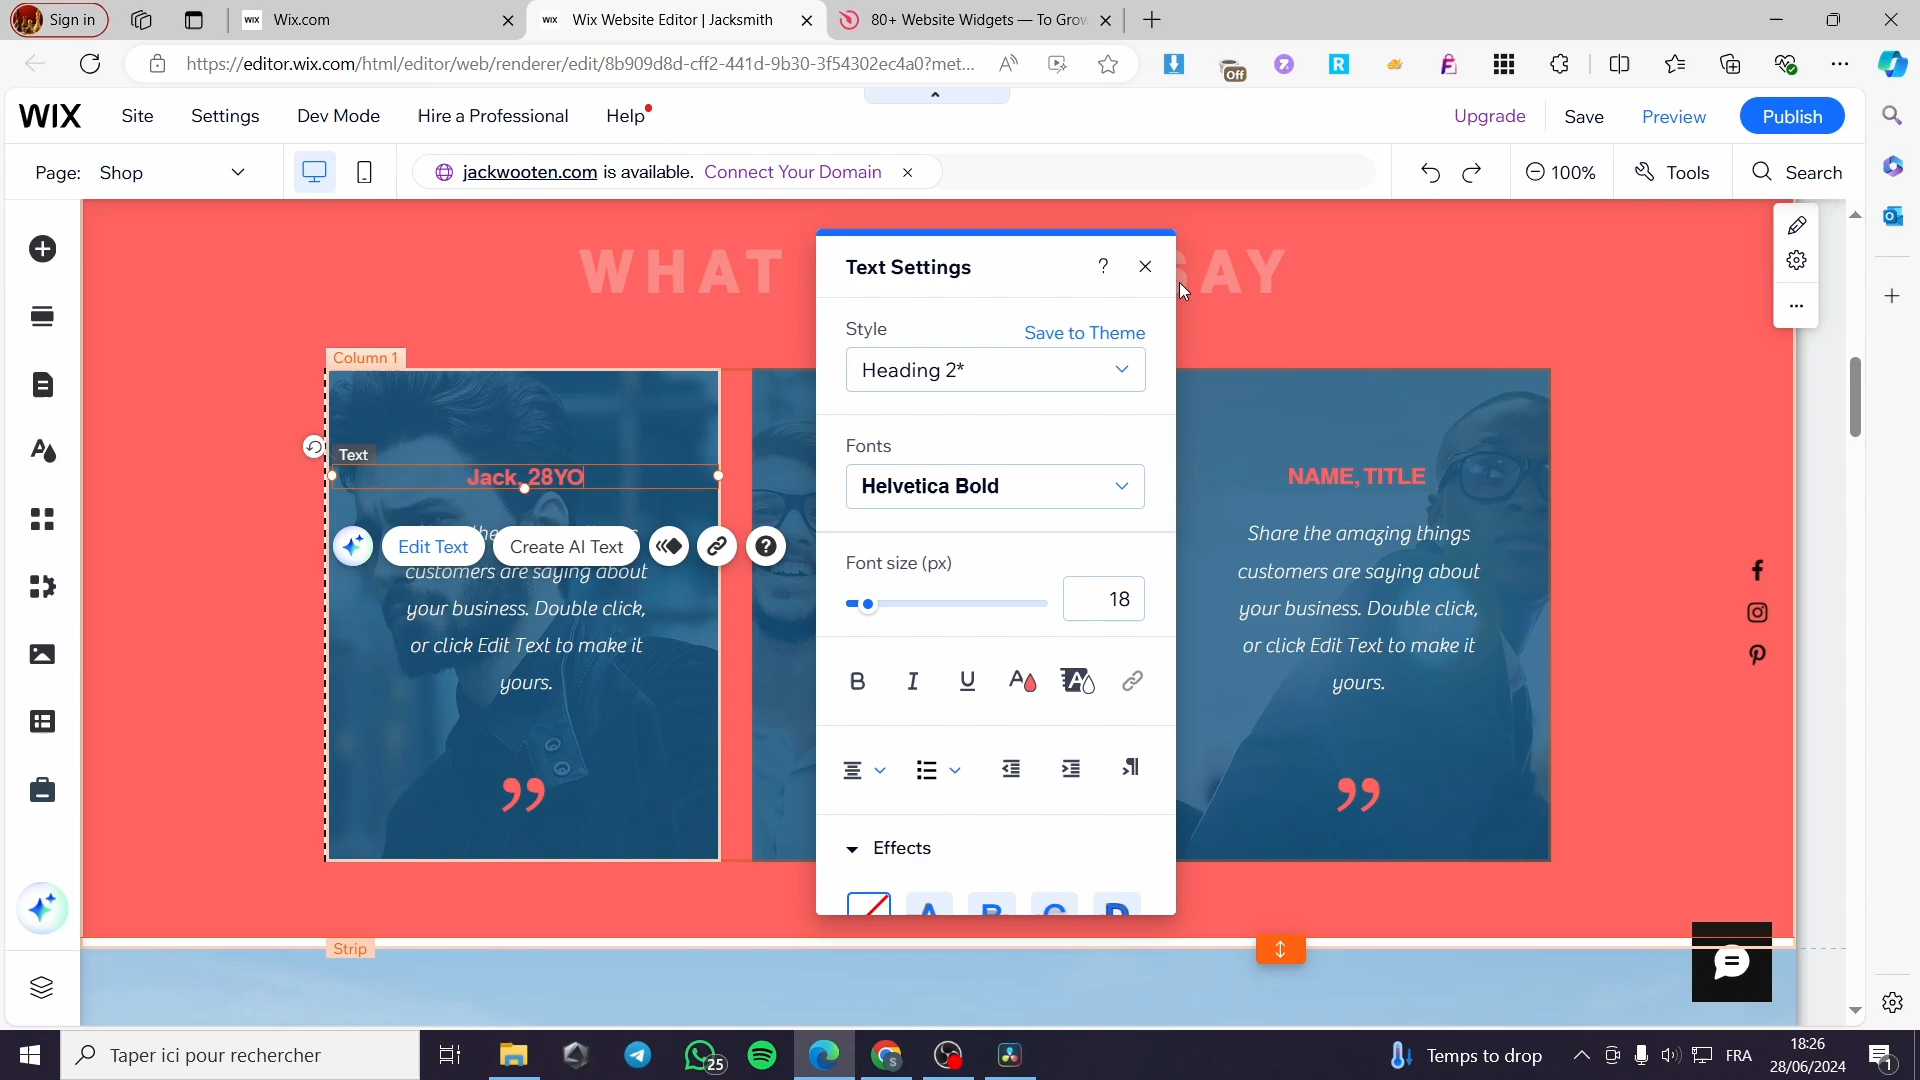 Sign in
WIX Wix.com
WIX Wix Website Editor | Jacksmith
80+ Website Widgets — To Grow
https://editor.wix.com/html/editor/web/renderer/edit/8b909d8d-cff2-441d-9b30-3f54302ec4a0?met...
Off
WIX
Site
Settings
Dev Mode
Hire a Professional
Help
Upgrade
Save
Preview
Publish
Page: Shop
jackwooten.com is available. Connect Your Domain
100%
Tools
Search
WHAT
SAY
Column 1
Text
Jack, 28YO
Edit Text
Create AI Text
customers are saying about
your business. Double click,
or click Edit Text to make it
yours.
Text Settings
?
Style
Save to Theme
Heading 2*
Fonts
Helvetica Bold
Font size (px)
18
B I U
Effects
A B C D
NAME, TITLE
Share the amazing things
customers are saying about
your business. Double click,
or click Edit Text to make it
yours.
Strip
Taper ici pour rechercher
25
Temps to drop
FRA
18:26
28/06/2024
1